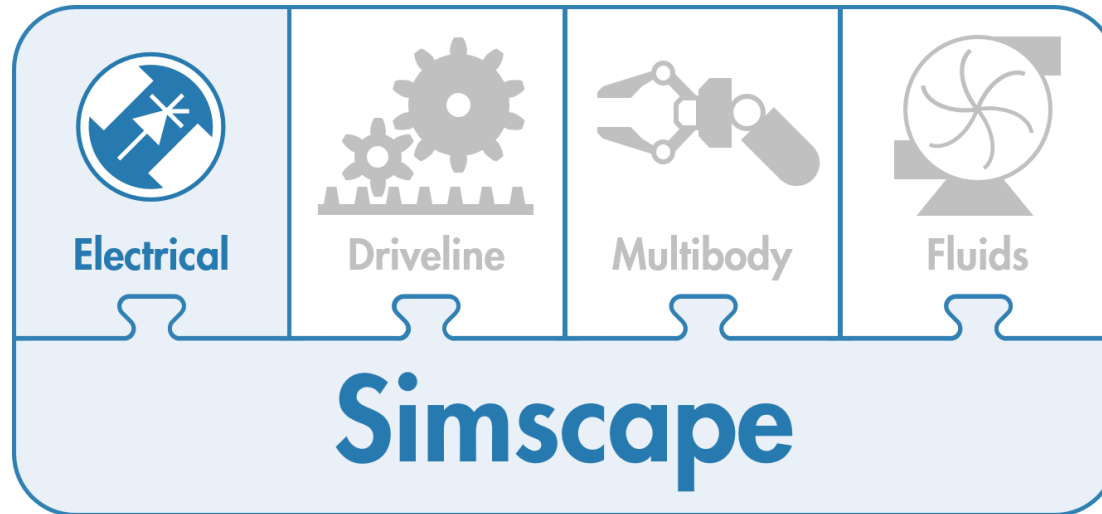 Electrical
Driveline
Multibody
Fluids
Simscape